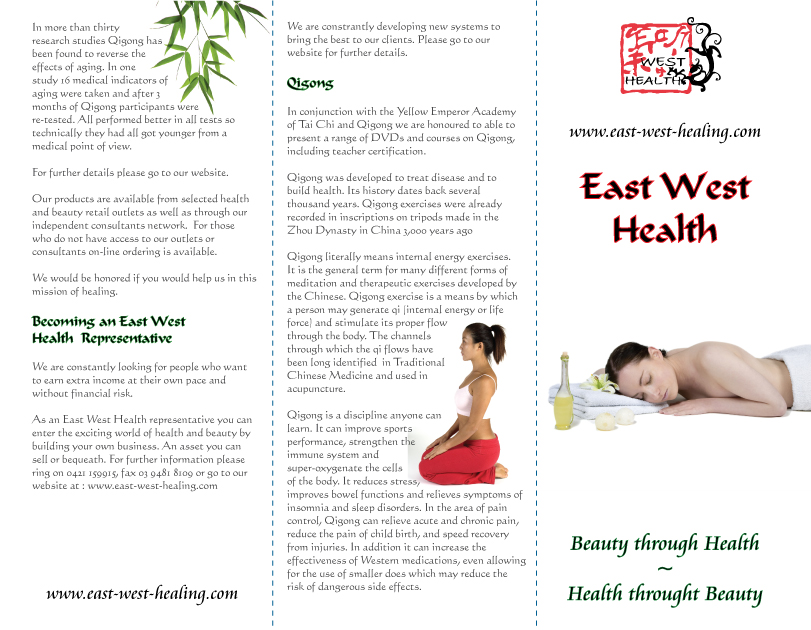 In more than thirty
research studies Qigong has
been found to reverse the
effects of aging. In one
study 16 medical indicators of
aging were taken and after 3
months of Qigong participants were
re-tested. All performed better in all tests so
technically they had all got younger from a
medical point of view.
For further details please go to our website.
Our products are available from selected health
and beauty retail outlets as well as through our
independent consultants network. For those
who do not have access to our outlets or
consultants on-line ordering is available.
We would be honored if you would help us in this
mission of healing.
Becoming an East West
Health Representative
We are constantly looking for people who want
to earn extra income at their own pace and
without financial risk.
As an East West Health representative you can
enter the exciting world of health and beauty by
building your own business. An asset you can
sell or bequeath. For further information please
ring on 0421 159915, fax 03 9481 8109 or go to our
website at : www.east-west-healing.com
www.east-west-healing.com
We are constrantly developing new systems to
bring the best to our clients. Please go to our
website for further details.
Qigong
In conjunction with the Yellow Emperor Academy
of Tai Chi and Qigong we are honoured to able to
present a range of DVDs and courses on Qigong,
including teacher certification.
Qigong was developed to treat disease and to
build health. Its history dates back several
thousand years. Qigong exercises were already
recorded in inscriptions on tripods made in the
Zhou Dynasty in China 3,000 years ago
Qigong literally means internal energy exercises.
It is the general term for many different forms of
meditation and therapeutic exercises developed by
the Chinese. Qigong exercise is a means by which
a person may generate qi (internal energy or life
force) and stimulate its proper flow
through the body. The channels
through which the qi flows have
been long identified in Traditional
Chinese Medicine and used in
acupuncture.
Qigong is a discipline anyone can
learn. It can improve sports
performance, strengthen the
immune system and
super-oxygenate the cells
of the body. It reduces stress,
improves bowel functions and relieves symptoms of
insomnia and sleep disorders. In the area of pain
control, Qigong can relieve acute and chronic pain,
reduce the pain of child birth, and speed recovery
from injuries. In addition it can increase the
effectiveness of Western medications, even allowing
for the use of smaller does which may reduce the
risk of dangerous side effects.
WEST
HEALTH
www.east-west-healing.com
East West
Health
Beauty through Health
~
Health throught Beauty